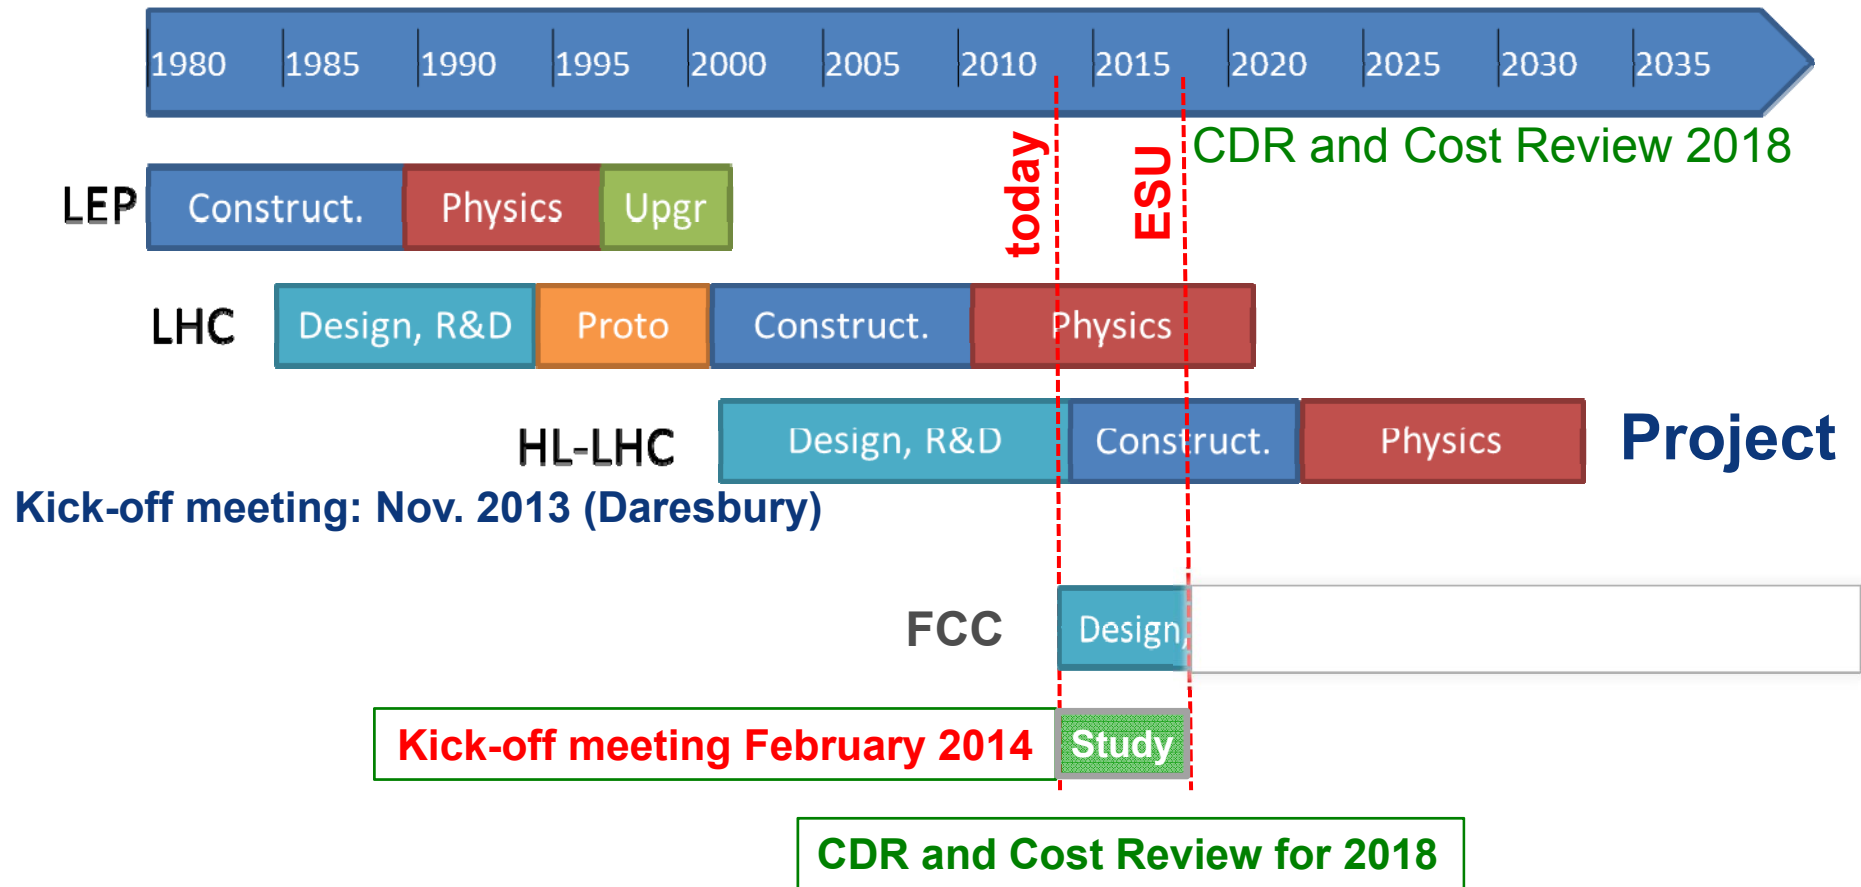 1980 1985 1990 1995 2000 2005 2010 2015 2020 2025 2030 2035
today
ESU
CDR and Cost Review 2018
LEP Construct. Physics Upgr
LHC Design, R&D Proto Construct. Physics
HL-LHC Design, R&D Construct. Physics Project
Kick-off meeting: Nov. 2013 (Daresbury)
FCC Design,
Kick-off meeting February 2014 Study
CDR and Cost Review for 2018